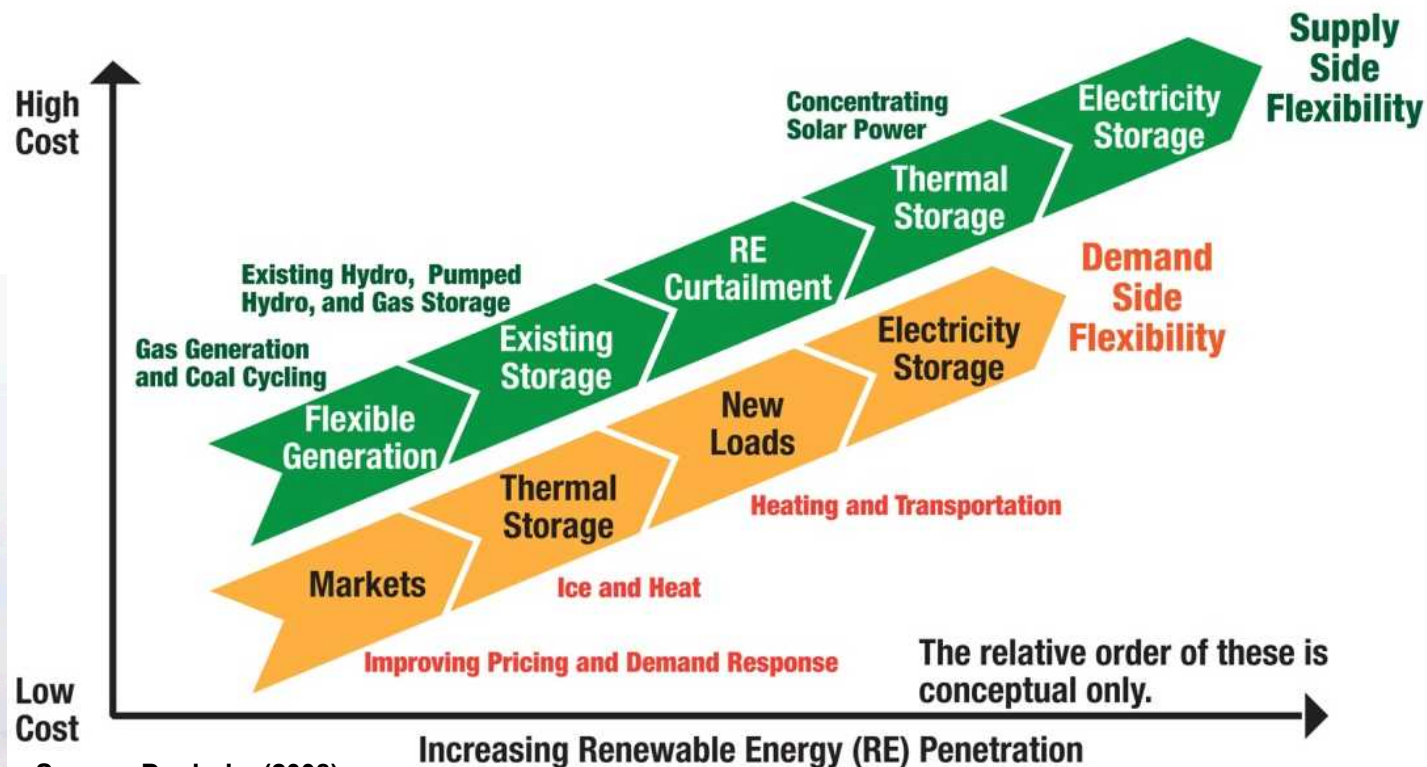 Supply
Side
Flexibility
High
Cost
Concentrating
Solar Power
Electricity
Storage
Thermal
Storage
RE
Curtailment
Existing Hydro, Pumped
Hydro, and Gas Storage
Existing
Storage
Gas Generation
and Coal Cycling
Flexible
Generation
Demand
Side
Flexibility
Electricity
Storage
New
Loads
Heating and Transportation
Thermal
Storage
Ice and Heat
Markets
Improving Pricing and Demand Response
The relative order of these is
conceptual only.
Low
Cost
Increasing Renewable Energy (RE) Penetration